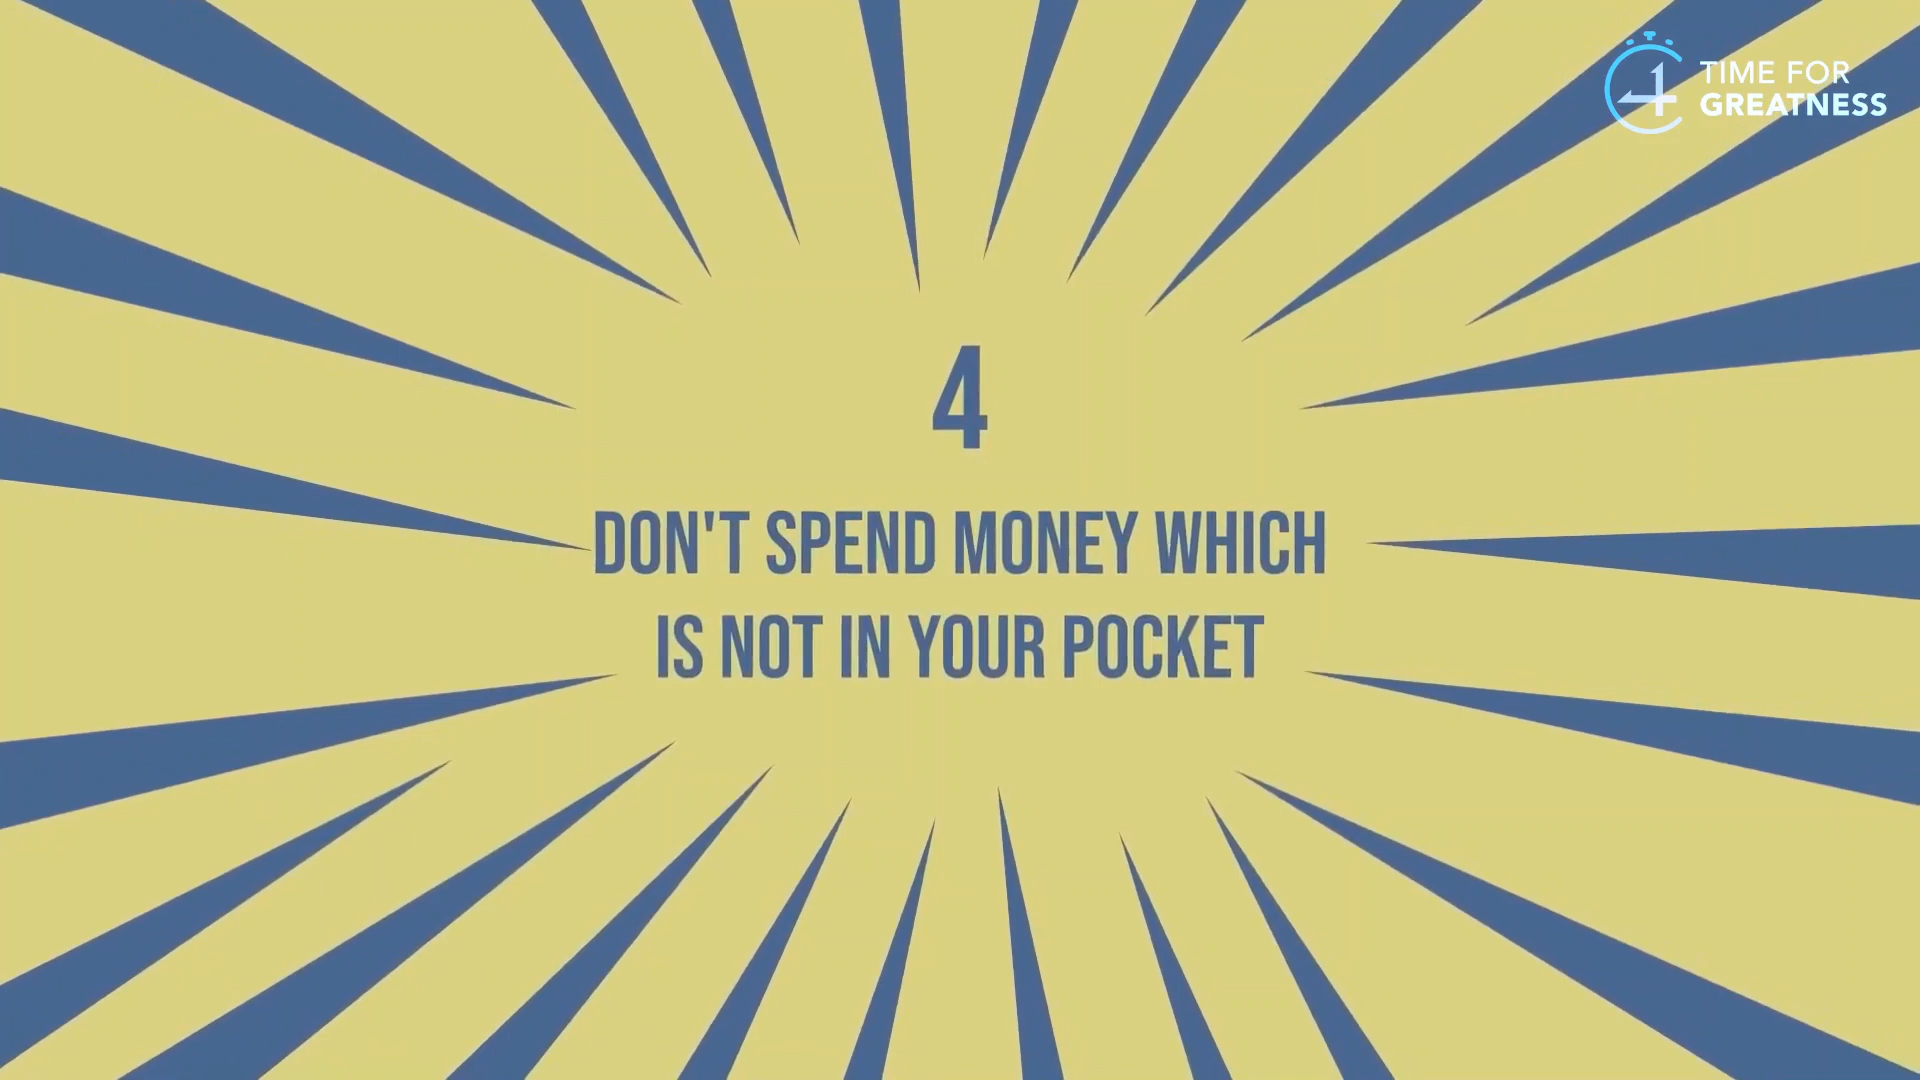 TIME FOR
GREATNESS
4
DON'T SPEND MONEY WHICH
IS NOT IN YOUR POCKET